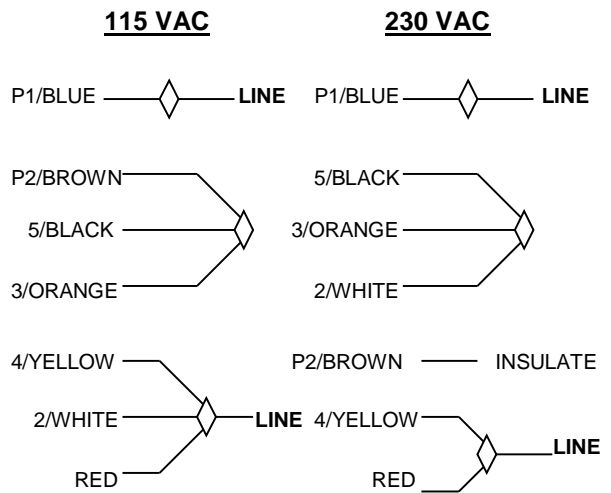 115 VAC
P1/BLUE LINE
P2/BROWN
5/BLACK
3/ORANGE
4/YELLOW
2/WHITE LINE
RED
230 VAC
P1/BLUE LINE
5/BLACK
3/ORANGE
2/WHITE
P2/BROWN INSULATE
4/YELLOW
LINE
RED